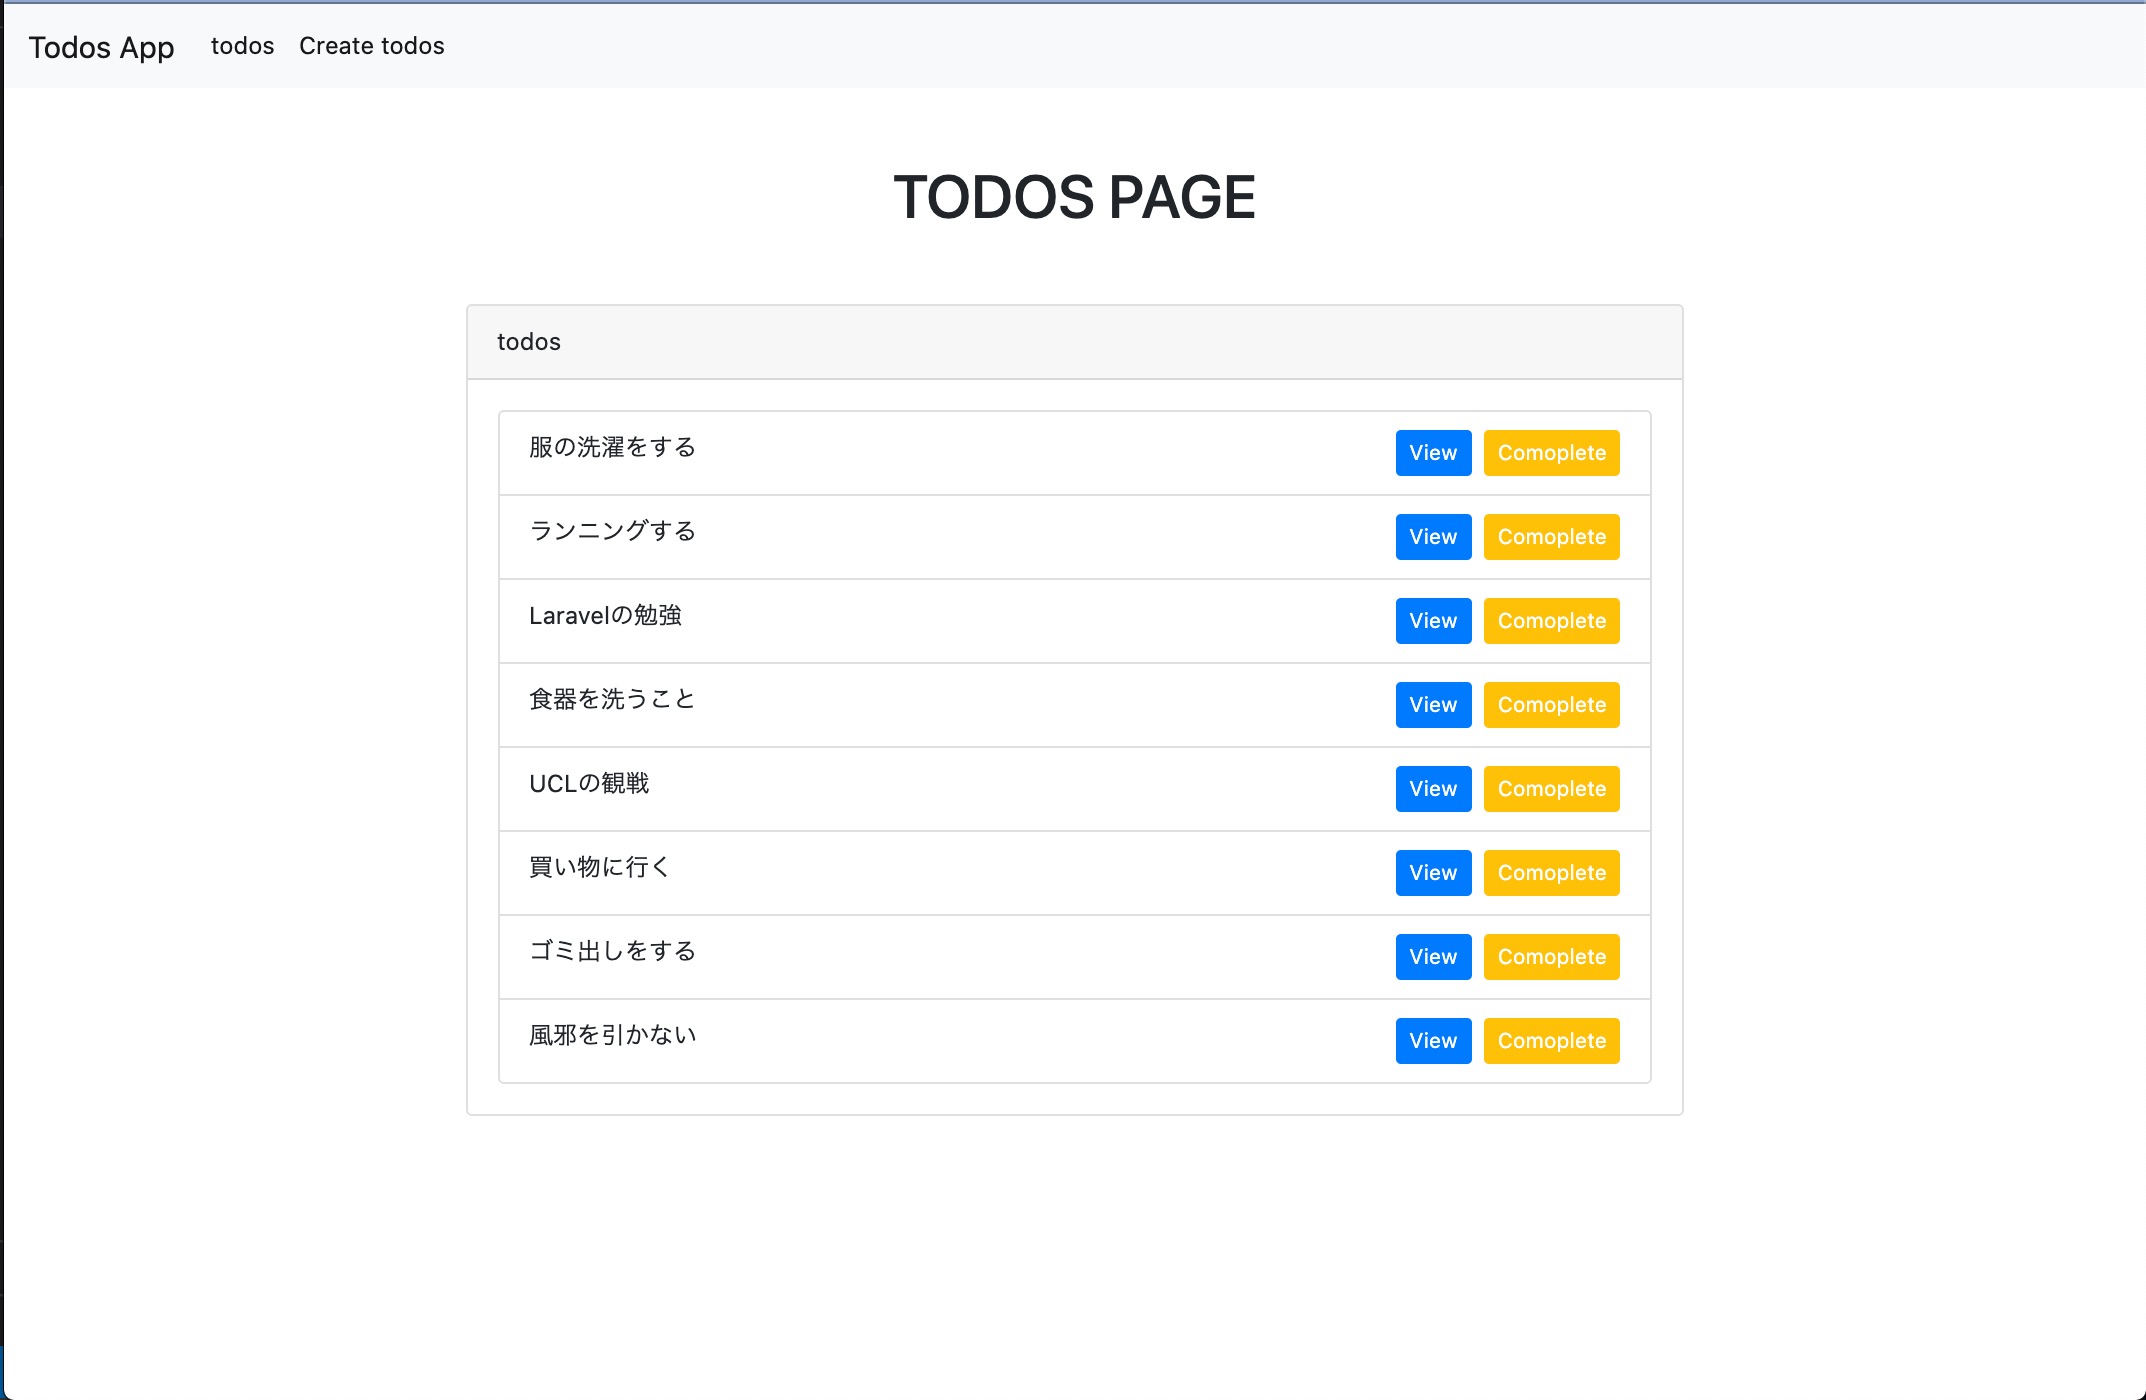 Todos App todos Create todos
TODOS PAGE
todos
服の洗濯をする View Comoplete
ランニングする View Comoplete
Laravelの勉強 View Comoplete
食器を洗うこと View Comoplete
UCLの観戦 View Comoplete
買い物に行く View Comoplete
ゴミ出しをする View Comoplete
風邪を引かない View Comoplete